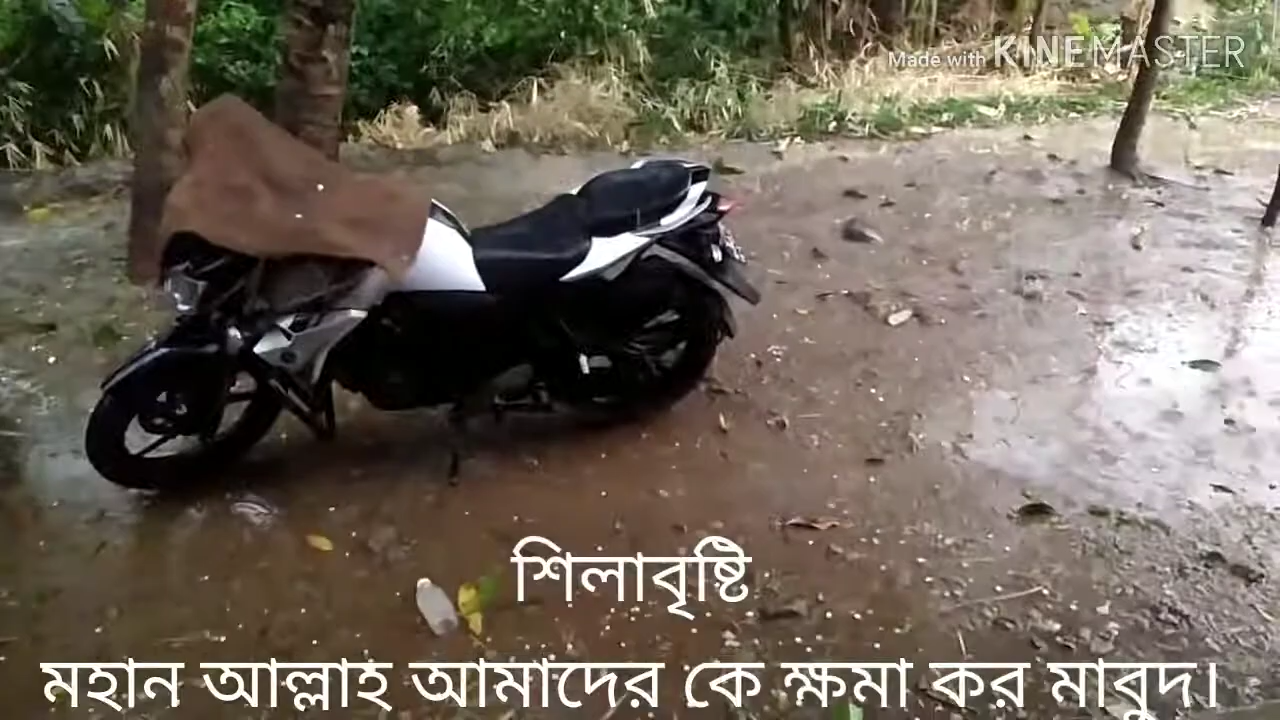 Made with KINEMASTER
শিলাবৃষ্টি
মহান আল্লাহ আমাদের কে ক্ষমা কর মাবুদ।